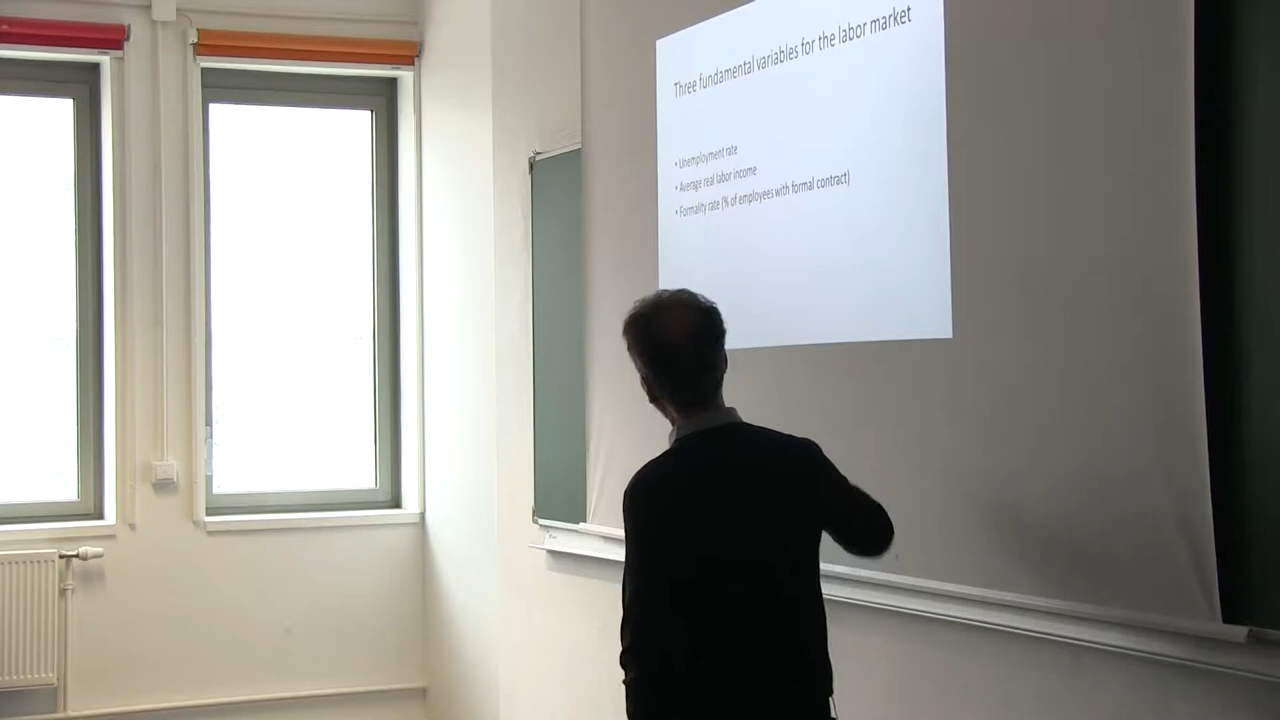 Three fundamental variables for the labor market
• Unemployment rate
• Average real labor income
• Formality rate (% of employees with formal contract)